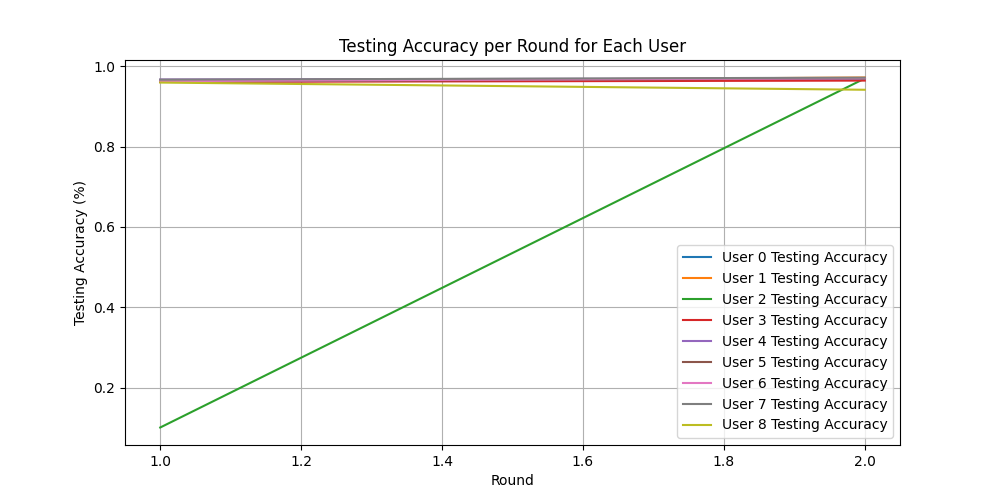 Testing Accuracy per Round for Each User
Testing Accuracy (%)
1.0
0.8
0.6
0.4
0.2
1.0 1.2 1.4 1.6 1.8 2.0
Round
User 0 Testing Accuracy
User 1 Testing Accuracy
User 2 Testing Accuracy
User 3 Testing Accuracy
User 4 Testing Accuracy
User 5 Testing Accuracy
User 6 Testing Accuracy
User 7 Testing Accuracy
User 8 Testing Accuracy